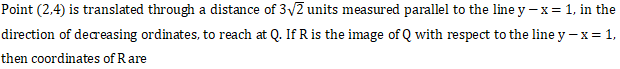 Point (2,4) is translated through a distance of 3√2 units measured parallel to the line y − x = 1, in the
direction of decreasing ordinates, to reach at Q. If R is the image of Q with respect to the line y − x = 1,
then coordinates of R are